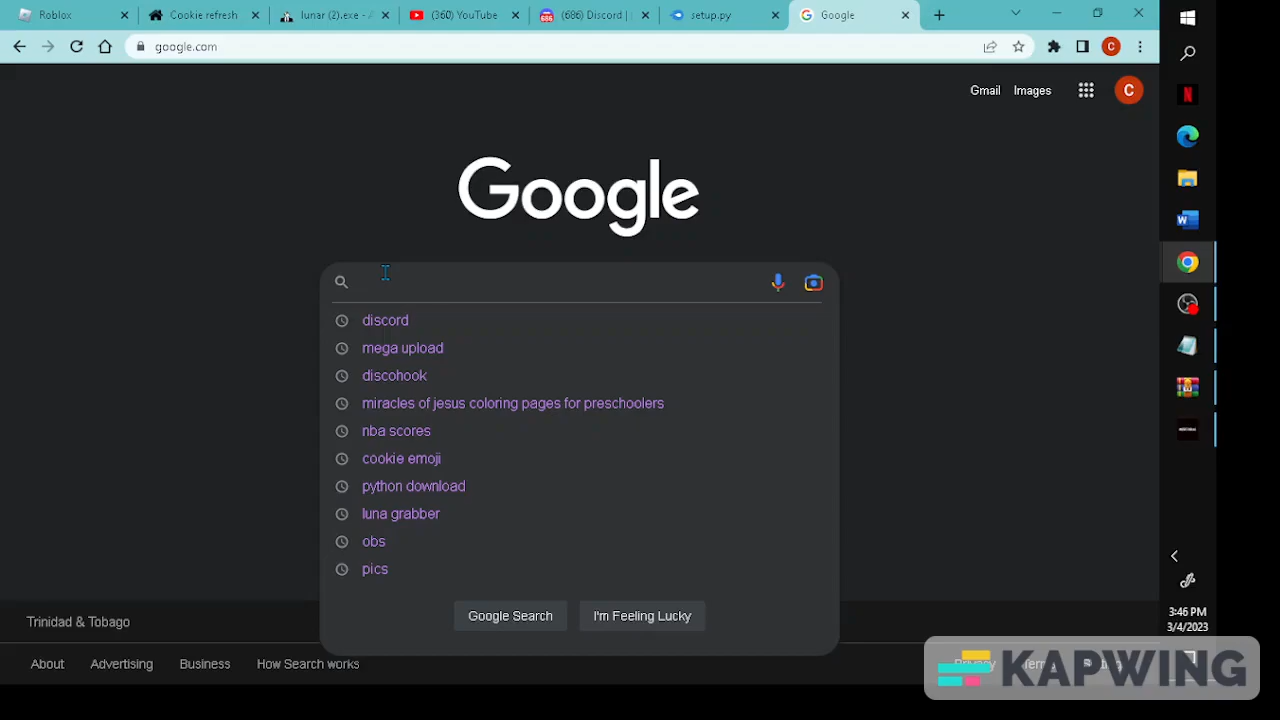 Roblox
Cookie refresh
lunar (2).exe - A
(360) YouTube
(686) Discord |
setup.py
Google
google.com
Gmail
Images
Google
discord
mega upload
discohook
miracles of jesus coloring pages for preschoolers
nba scores
cookie emoji
python download
luna grabber
obs
pics
Google Search
I'm Feeling Lucky
Trinidad & Tobago
About
Advertising
Business
How Search works
3:46 PM
3/4/2023
KAPWING